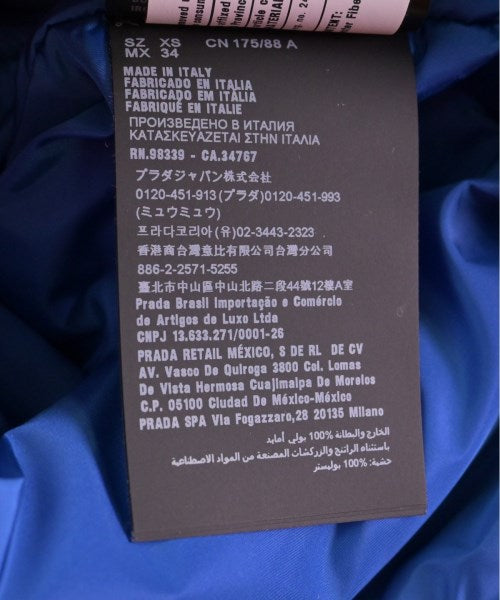 SZ XS CN 175/88 A
MX 34
MADE IN ITALY
FABRICADO EN ITALIA
FABRICADO EM ITÁLIA
FABRIQUÉ EN ITALIE
ПРОИЗВЕДЕНО В ИТАЛИЯ
ΚΑΤΑΣΚΕΥΑΖΕΤΑΙ ΣΤΗΝ ΙΤΑΛΙΑ
RN.98339 - CA.34767
プラダジャパン株式会社
0120-451-913(プラダ)0120-451-993
(ミュウミュウ)
프라다코리아(유)02-3443-2323
香港商台灣意比有限公司台灣分公司
886-2-2571-5255
臺北市中山區中山北路二段44號12樓A室
Prada Brasil Importação e Comércio
de Artigos de Luxo Ltda
CNPJ 13.633.271/0001-26
PRADA RETAIL MÉXICO, S DE RL DE CV
AV. Vasco De Quiroga 3800 Col. Lomas
De Vista Hermosa Cuajimalpa De Morelos
C.P. 05100 Ciudad De México-México
PRADA SPA Via Fogazzaro,28 20135 Milano
الخارج والبطانة 100% بولي أمايد
باستثناء الراتنج والزركشات المصنعة من المواد الاصطناعية
حشية: 100% بوليستر